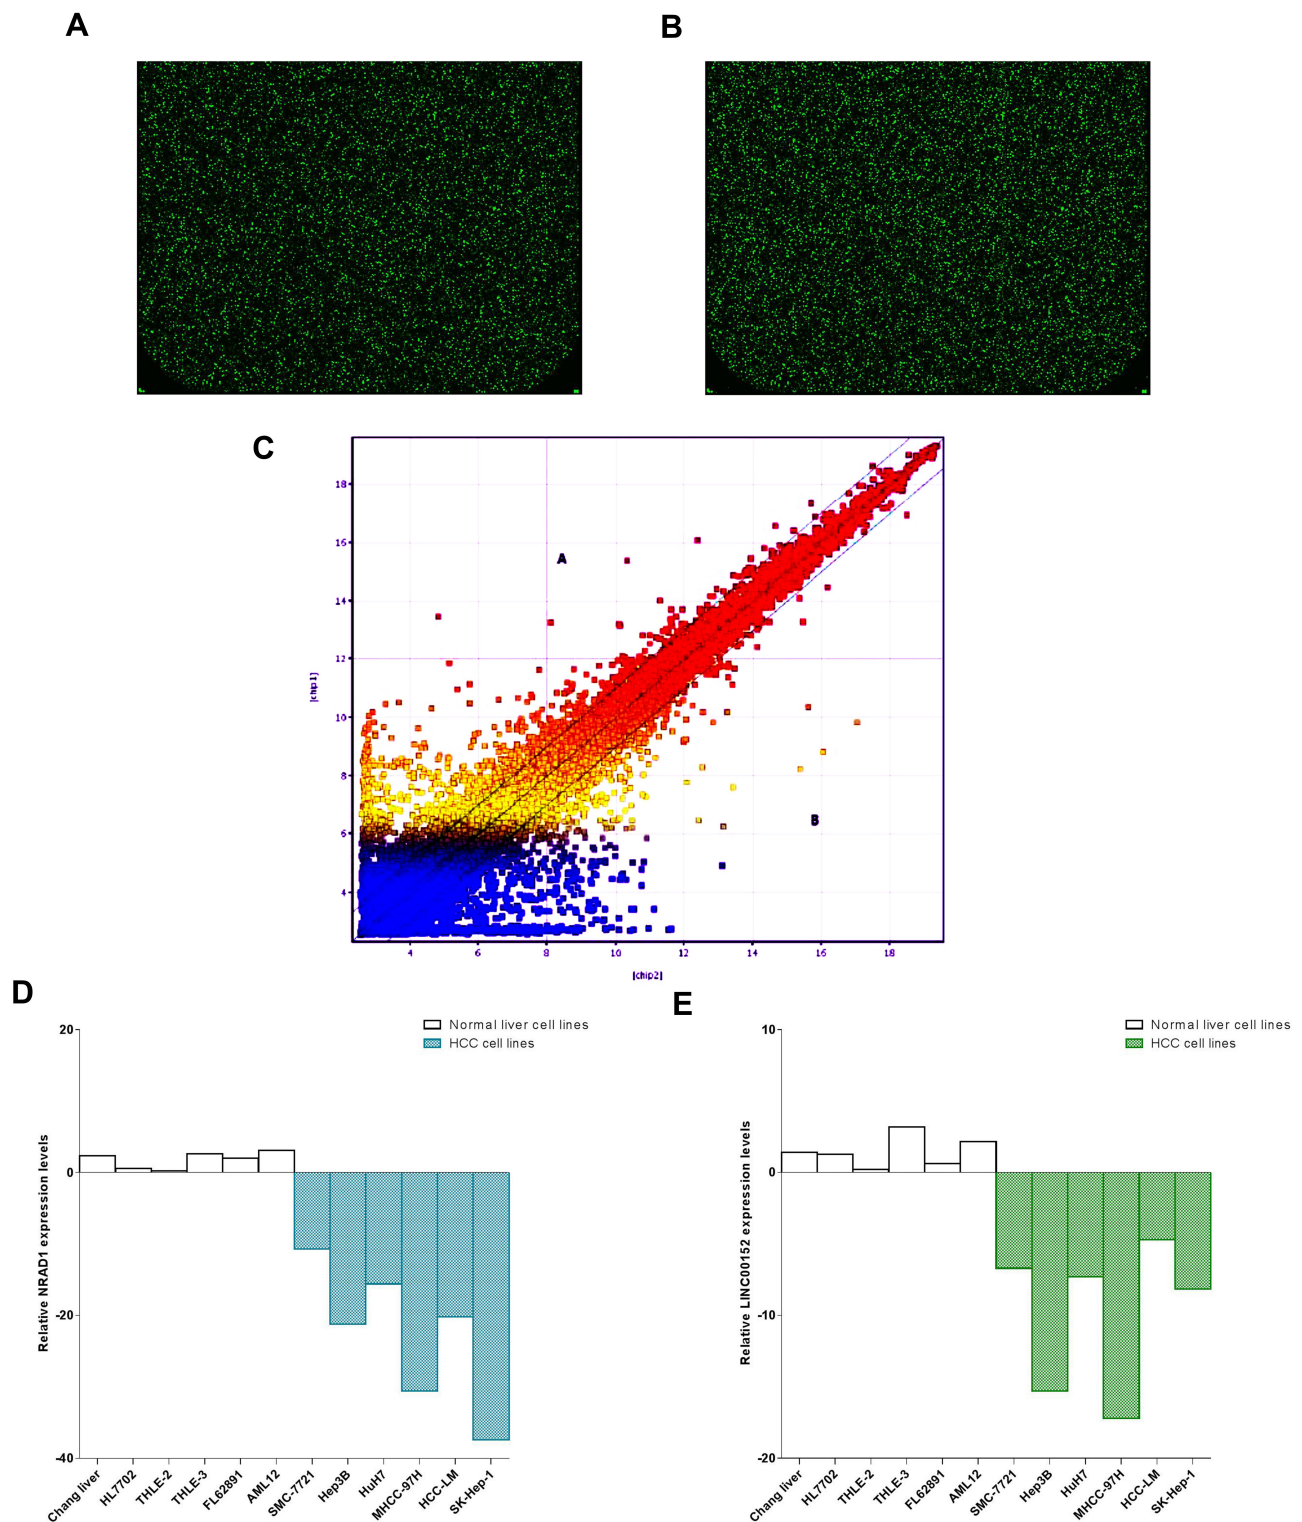 A
B
C
[chip1]
18
16
14
12
10
8
6
4
A
B
4
6
8
10
12
14
16
18
[chip2]
D
Normal liver cell lines
HCC cell lines
Relative NRAD1 expression levels
20
0
-20
-40
Chang liver
HL7702
THLE-2
THLE-3
FL62891
AML12
SMC-7721
Hep3B
HuH7
MHCC-97H
HCC-LM
SK-Hep-1
E
Normal liver cell lines
HCC cell lines
Relative LINC00152 expression levels
10
0
-10
-20
Chang liver
HL7702
THLE-2
THLE-3
FL62891
AML12
SMC-7721
Hep3B
HuH7
MHCC-97H
HCC-LM
SK-Hep-1